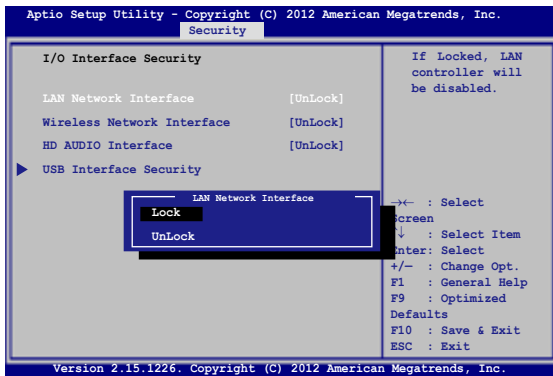 Aptio Setup Utility - Copyright (C) 2012 American Megatrends, Inc.
Security
I/O Interface Security
LAN Network Interface [UnLock]
Wireless Network Interface [UnLock]
HD AUDIO Interface [UnLock]
USB Interface Security
LAN Network Interface
Lock
UnLock
If Locked, LAN
controller will
be disabled.
→← : Select
Screen
↑↓ : Select Item
Enter: Select
+/— : Change Opt.
F1 : General Help
F9 : Optimized
Defaults
F10 : Save & Exit
ESC : Exit
Version 2.15.1226. Copyright (C) 2012 American Megatrends, Inc.